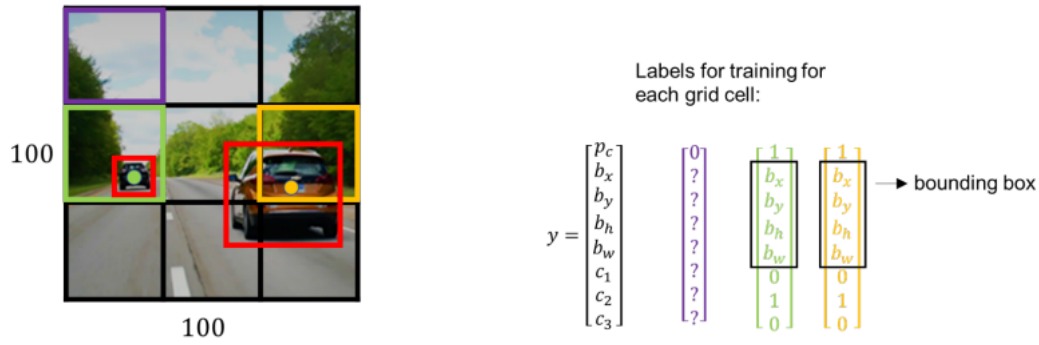 Labels for training for
each grid cell:
100
100
y =
p_c
b_x
b_y
b_h
b_w
c_1
c_2
c_3
0
?
?
?
?
?
?
?
1
b_x
b_y
b_h
b_w
0
1
0
1
b_x
b_y
b_h
b_w
0
1
0
→ bounding box